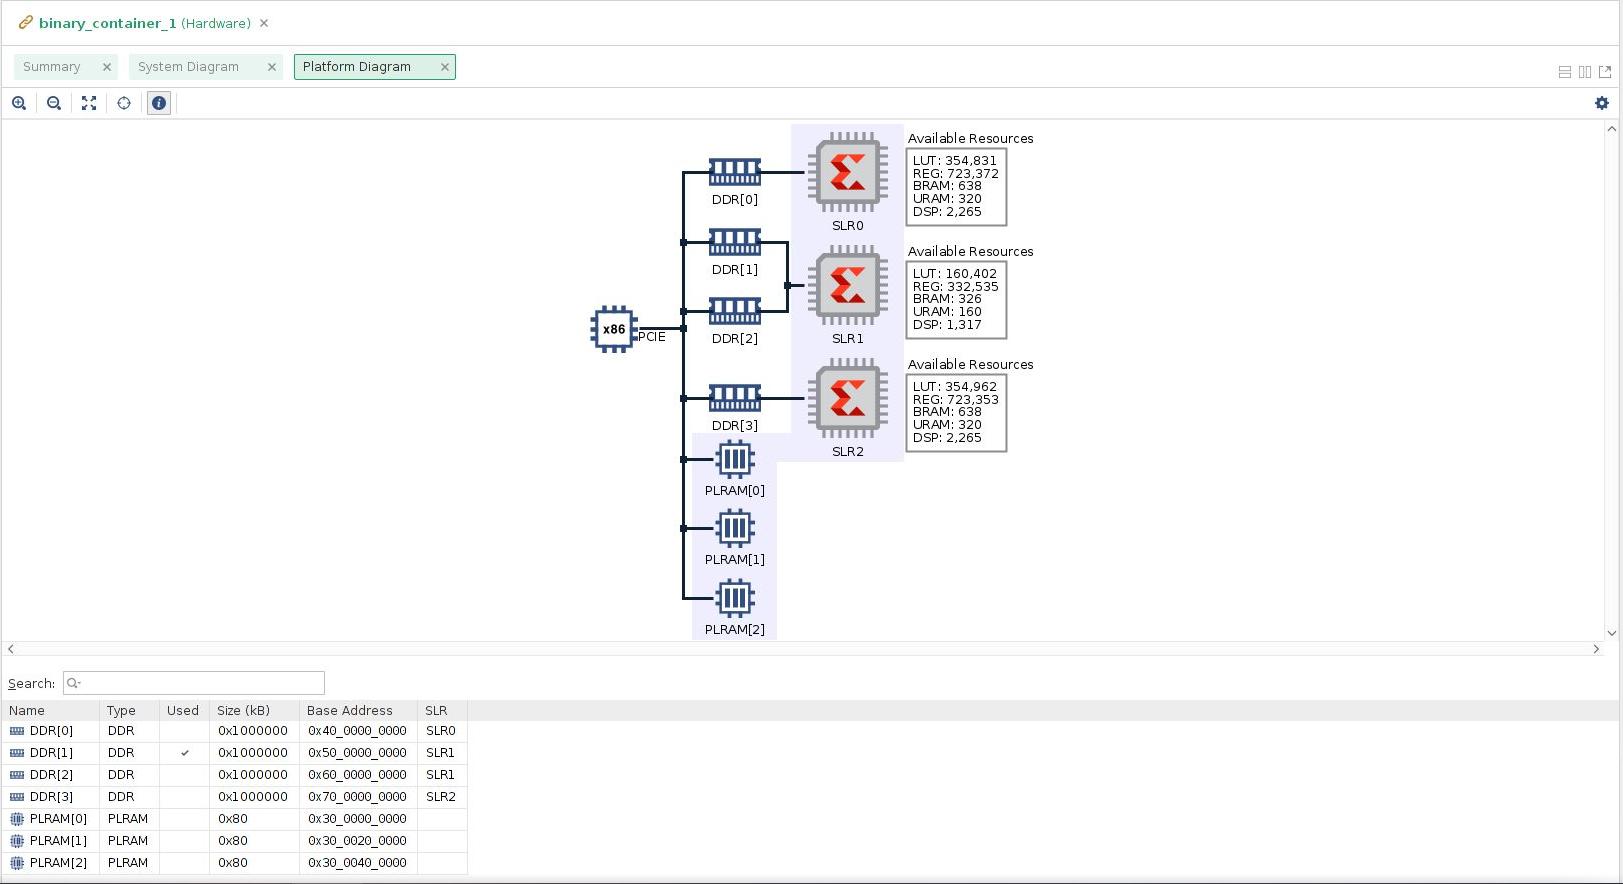 binary_container_1 (Hardware) ×
Summary × System Diagram × Platform Diagram ×
DDR[0]
SLR0
Available Resources
LUT: 354,831
REG: 723,372
BRAM: 638
URAM: 320
DSP: 2,265
DDR[1]
DDR[2]
SLR1
Available Resources
LUT: 160,402
REG: 332,535
BRAM: 326
URAM: 160
DSP: 1,317
x86
PCIE
DDR[3]
SLR2
Available Resources
LUT: 354,962
REG: 723,353
BRAM: 638
URAM: 320
DSP: 2,265
PLRAM[0]
PLRAM[1]
PLRAM[2]
Search:
Name Type Used Size (kB) Base Address SLR
DDR[0] DDR 0x1000000 0x40_0000_0000 SLR0
DDR[1] DDR ✓ 0x1000000 0x50_0000_0000 SLR1
DDR[2] DDR 0x1000000 0x60_0000_0000 SLR1
DDR[3] DDR 0x1000000 0x70_0000_0000 SLR2
PLRAM[0] PLRAM 0x80 0x30_0000_0000
PLRAM[1] PLRAM 0x80 0x30_0020_0000
PLRAM[2] PLRAM 0x80 0x30_0040_0000